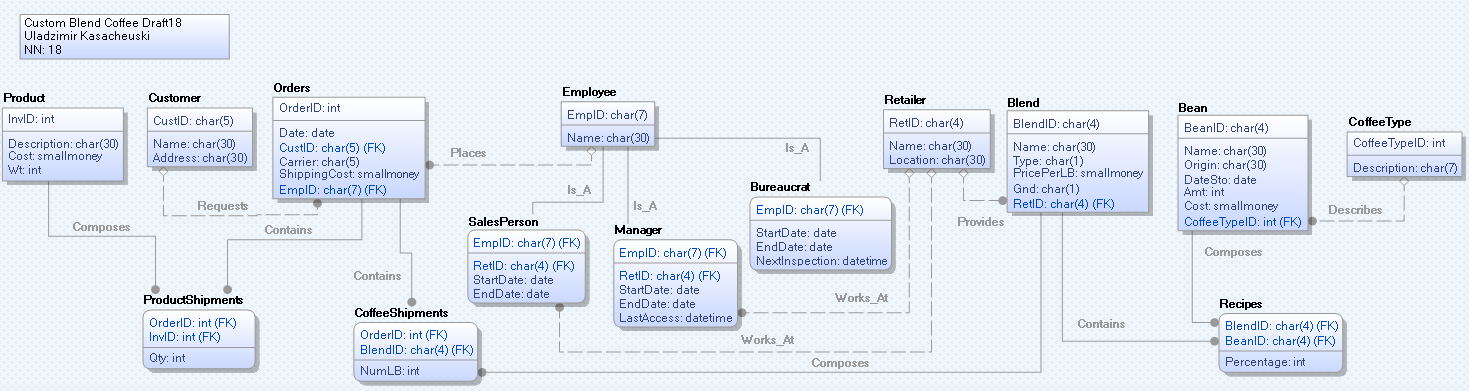 Custom Blend Coffee Draft18
Uladzimir Kasacheuski
NN: 18
Product
InvID: int
Description: char(30)
Cost: smallmoney
Wt: int
Customer
CustID: char(5)
Name: char(30)
Address: char(30)
Orders
OrderID: int
Date: date
CustID: char(5) (FK)
Carrier: char(5)
ShippingCost: smallmoney
EmpID: char(7) (FK)
Employee
EmpID: char(7)
Name: char(30)
Retailer
RetID: char(4)
Name: char(30)
Location: char(30)
Blend
BlendID: char(4)
Name: char(30)
Type: char(1)
PricePerLB: smallmoney
Gnd: char(1)
RetID: char(4) (FK)
Bean
BeanID: char(4)
Name: char(30)
Origin: char(30)
DateSto: date
Amt: int
Cost: smallmoney
CoffeeTypeID: int (FK)
CoffeeType
CoffeeTypeID: int
Description: char(7)
Places
Is_A
Is_A
Is_A
Requests
Composes
Contains
Contains
Provides
Describes
Composes
SalesPerson
EmpID: char(7) (FK)
RetID: char(4) (FK)
StartDate: date
EndDate: date
Manager
EmpID: char(7) (FK)
RetID: char(4) (FK)
StartDate: date
EndDate: date
LastAccess: datetime
Bureaucrat
EmpID: char(7) (FK)
StartDate: date
EndDate: date
NextInspection: datetime
ProductShipments
OrderID: int (FK)
InvID: int (FK)
Qty: int
CoffeeShipments
OrderID: int (FK)
BlendID: char(4) (FK)
NumLB: int
Works_At
Works_At
Composes
Contains
Recipes
BlendID: char(4) (FK)
BeanID: char(4) (FK)
Percentage: int